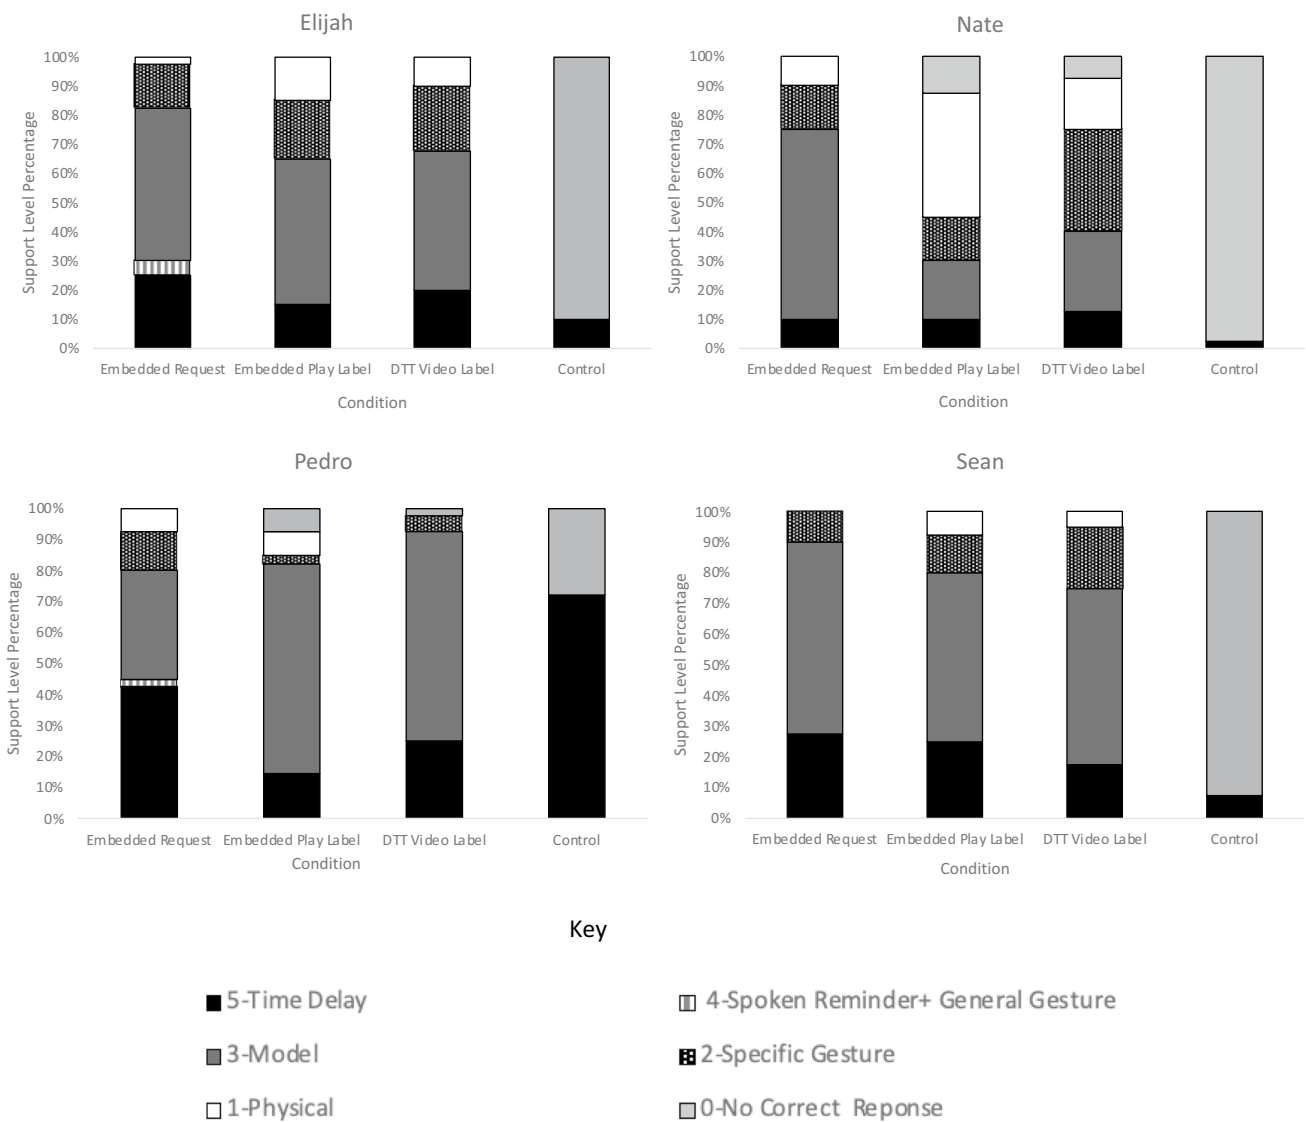 Elijah
Support Level Percentage
100%
90%
80%
70%
60%
50%
40%
30%
20%
10%
0%
Embedded Request Embedded Play Label DTT Video Label Control
Condition
Nate
Support Level Percentage
100%
90%
80%
70%
60%
50%
40%
30%
20%
10%
0%
Embedded Request Embedded Play Label DTT Video Label Control
Condition
Pedro
Support Level Percentage
100%
90%
80%
70%
60%
50%
40%
30%
20%
10%
0%
Embedded Request Embedded Play Label DTT Video Label Control
Condition
Sean
Support Level Percentage
100%
90%
80%
70%
60%
50%
40%
30%
20%
10%
0%
Embedded Request Embedded Play Label DTT Video Label Control
Condition
Key
5-Time Delay
4-Spoken Reminder+ General Gesture
3-Model
2-Specific Gesture
1-Physical
0-No Correct Reponse